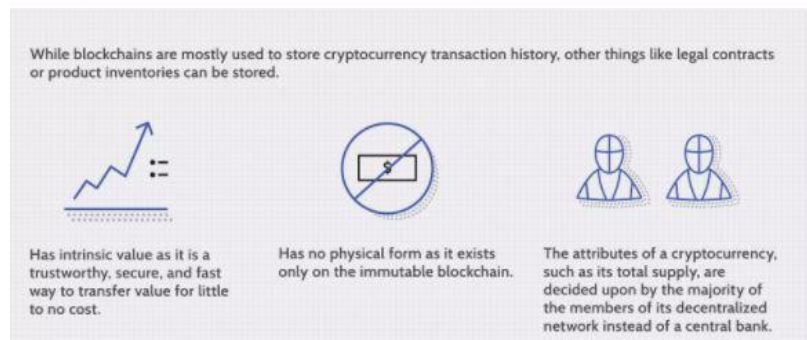 While blockchains are mostly used to store cryptocurrency transaction history, other things like legal contracts
or product inventories can be stored.
$
Has intrinsic value as it is a
trustworthy, secure, and fast
way to transfer value for little
to no cost.
Has no physical form as it exists
only on the immutable blockchain.
The attributes of a cryptocurrency,
such as its total supply, are
decided upon by the majority of
the members of its decentralized
network instead of a central bank.